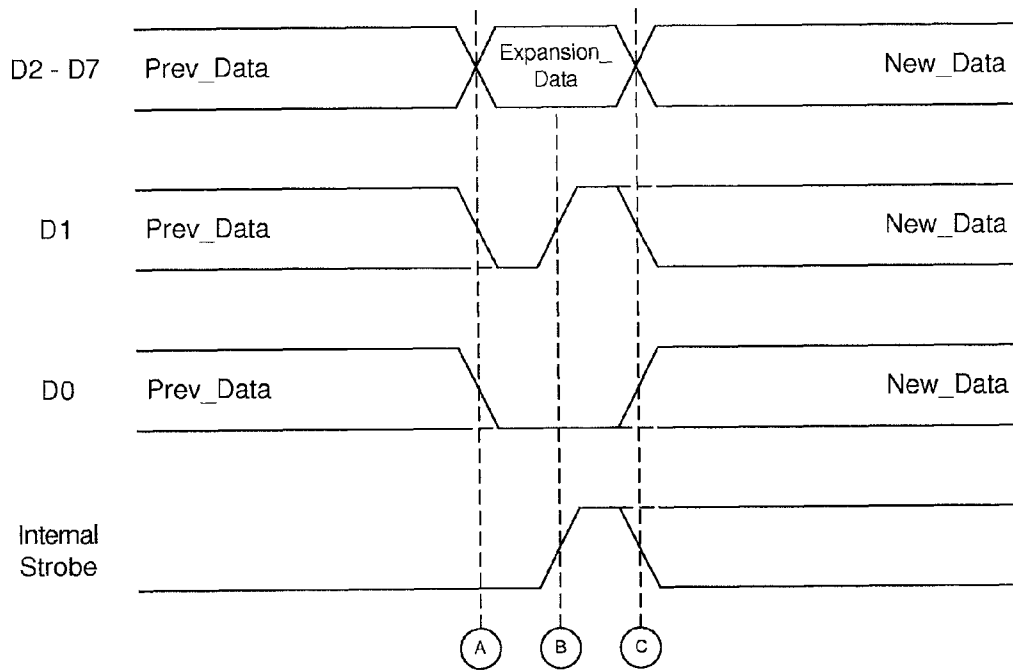 D2 - D7
Prev_Data
Expansion_
Data
New_Data
D1
Prev_Data
New_Data
D0
Prev_Data
New_Data
Internal
Strobe
A
B
C